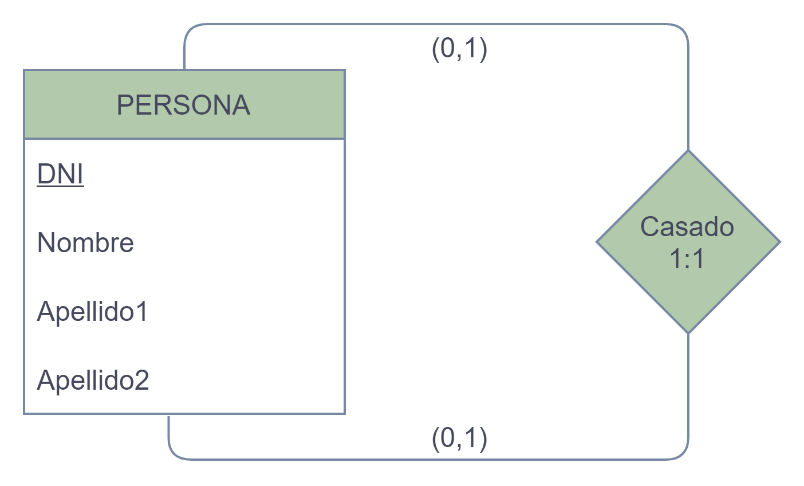 (0,1)
PERSONA
DNI
Nombre
Apellido1
Apellido2
Casado
1:1
(0,1)